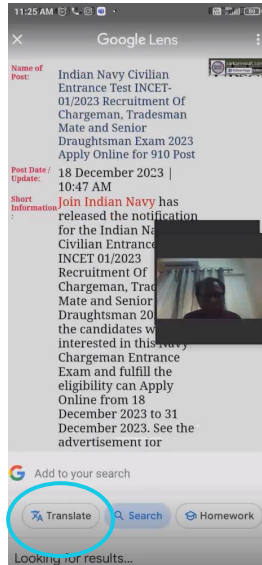 11:25 AM
Google Lens
Name of
Post:
Indian Navy Civilian
Entrance Test INCET-
01/2023 Recruitment Of
Chargeman, Tradesman
Mate and Senior
Draughtsman Exam 2023
Apply Online for 910 Post
Post Date /
Update:
18 December 2023 |
10:47 AM
Short
Information
:
Join Indian Navy has
released the notification
for the Indian Na
Civilian Entrance
INCET 01/2023
Recruitment Of
Chargeman, Trad
Mate and Senior
Draughtsman 20
the candidates w
interested in this Navy
Chargeman Entrance
Exam and fulfill the
eligibility can Apply
Online from 18
December 2023 to 31
December 2023. See the
advertisement for
G Add to your search
Translate
Search
Homework
Looking for results...